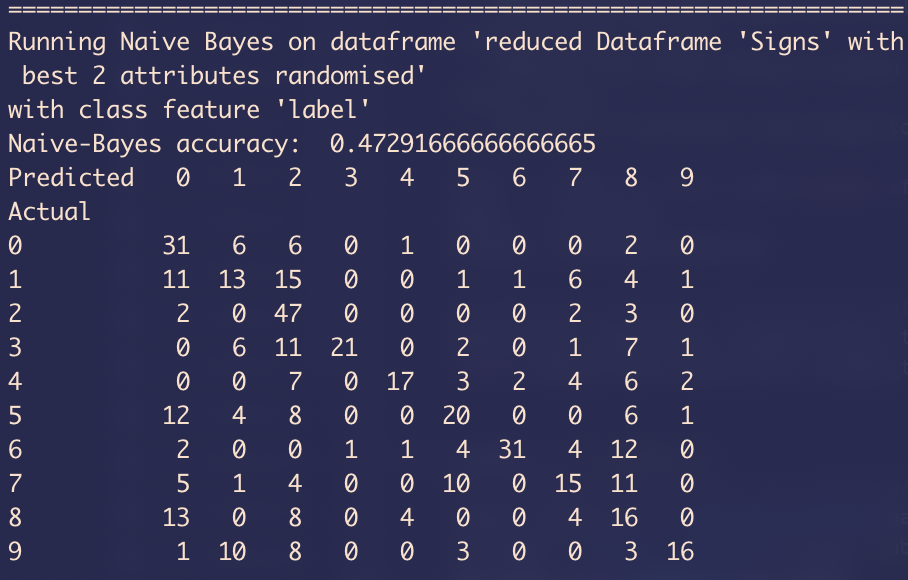 ================================================================
Running Naive Bayes on dataframe 'reduced Dataframe 'Signs' with
 best 2 attributes randomised'
with class feature 'label'
Naive-Bayes accuracy:  0.47291666666666665
Predicted   0   1   2   3   4   5   6   7   8   9
Actual
0          31   6   6   0   1   0   0   0   2   0
1          11  13  15   0   0   1   1   6   4   1
2           2   0  47   0   0   0   0   2   3   0
3           0   6  11  21   0   2   0   1   7   1
4           0   0   7   0  17   3   2   4   6   2
5          12   4   8   0   0  20   0   0   6   1
6           2   0   0   1   1   4  31   4  12   0
7           5   1   4   0   0  10   0  15  11   0
8          13   0   8   0   4   0   0   4  16   0
9           1  10   8   0   0   3   0   0   3  16